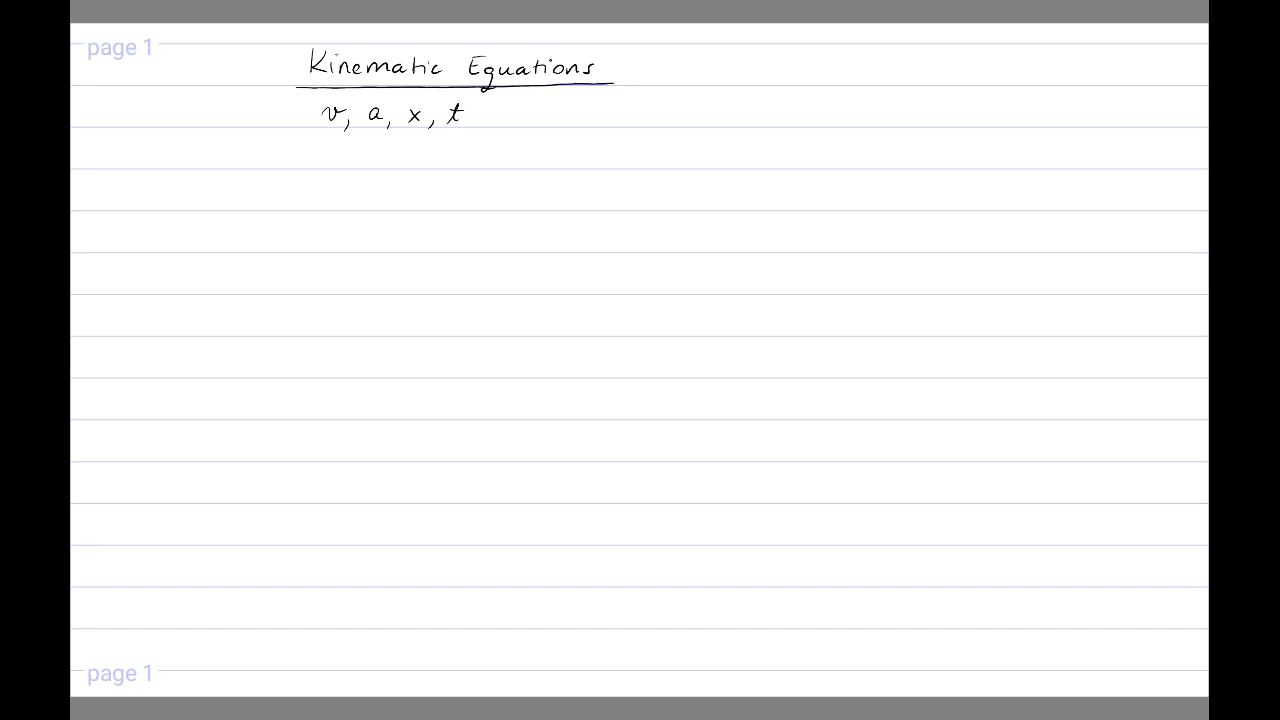 page 1
Kinematic Equations
v, a, x, t
page 1